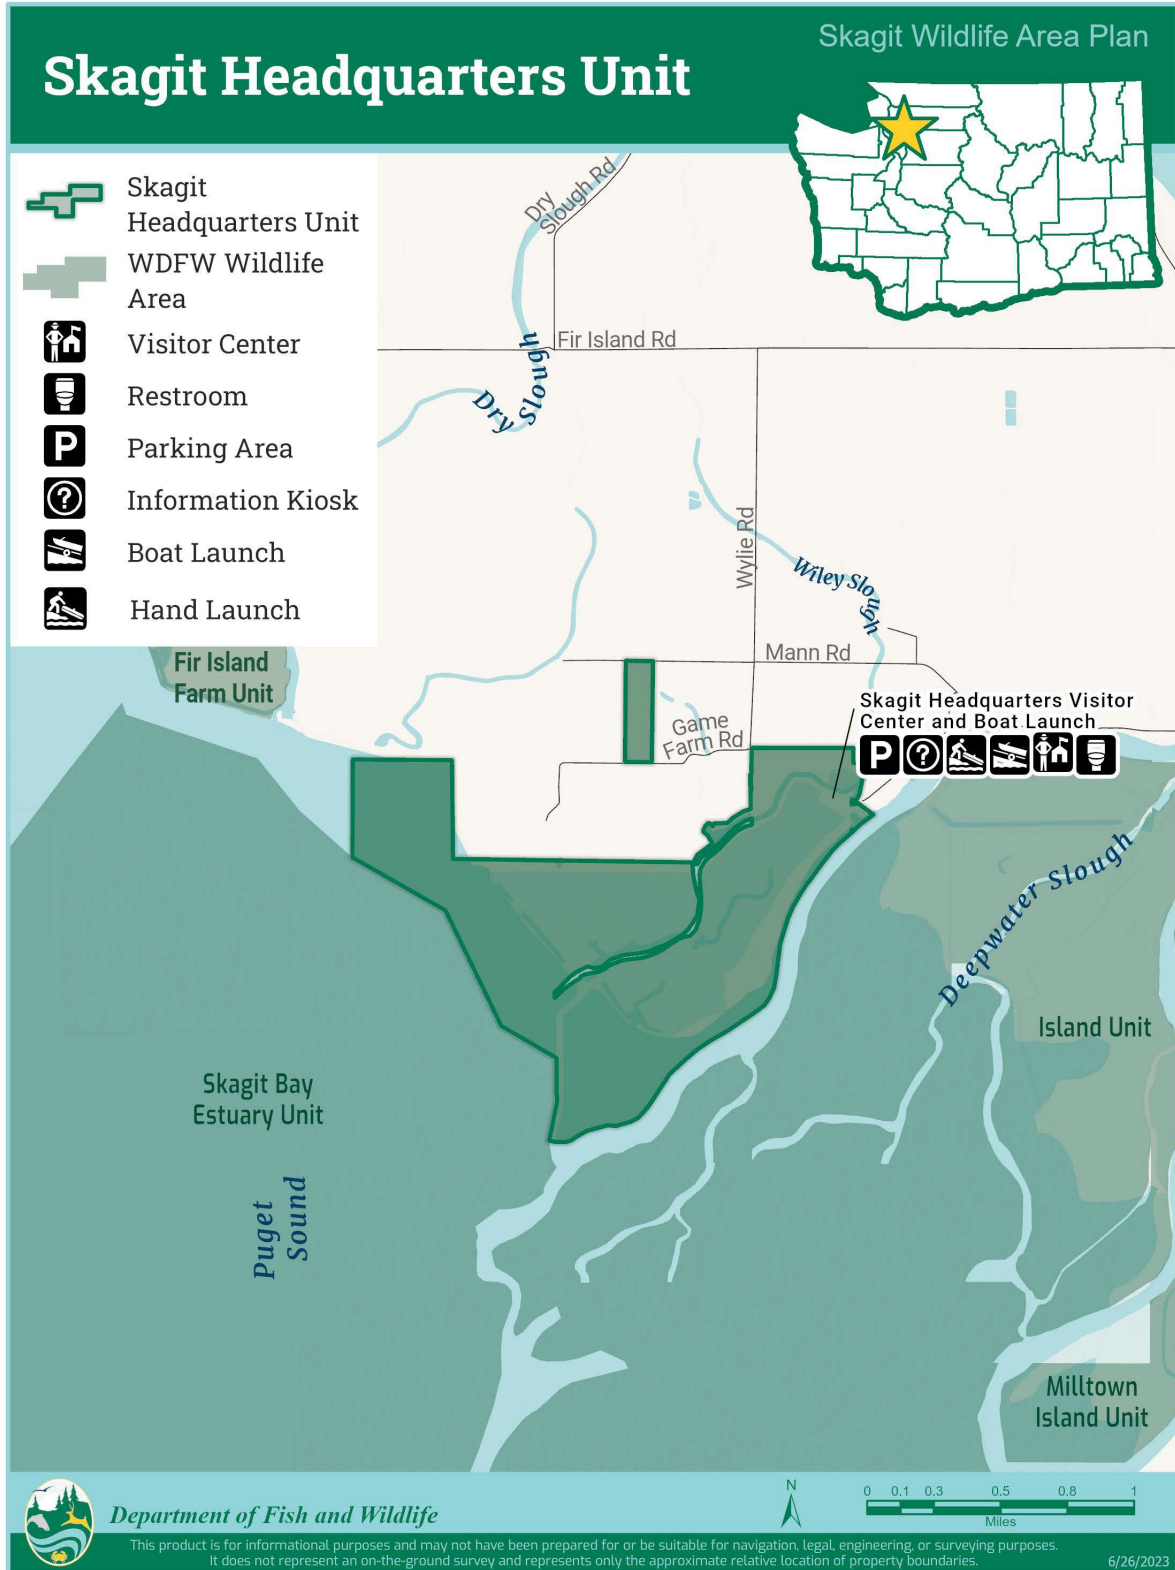 Skagit Wildlife Area Plan
Skagit Headquarters Unit
Skagit
Headquarters Unit
WDFW Wildlife
Area
Visitor Center
Restroom
P
Parking Area
?
Information Kiosk
Boat Launch
Hand Launch
Dry
Slough Rd
Fir Island Rd
Dry Slough
Wylie Rd
Wiley Slough
Mann Rd
Fir Island
Farm Unit
Game
Farm Rd
Skagit Headquarters Visitor
Center and Boat Launch
P ?
Deepwater Slough
Island Unit
Skagit Bay
Estuary Unit
Puget
Sound
Milltown
Island Unit
Department of Fish and Wildlife
N
0 0.1 0.3 0.5 0.8 1
Miles
This product is for informational purposes and may not have been prepared for or be suitable for navigation, legal, engineering, or surveying purposes.
It does not represent an on-the-ground survey and represents only the approximate relative location of property boundaries.
6/26/2023